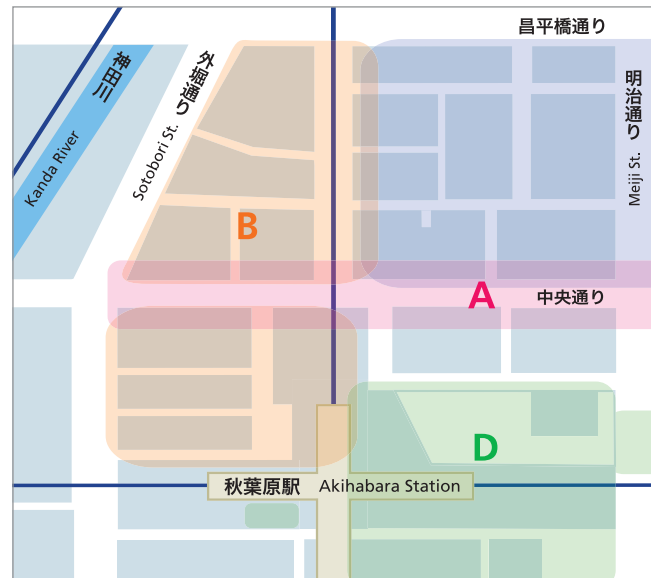 昌平橋通り
神田川
Kanda River
外堀通り
Sotobori St.
明治通り
Meiji St.
B
A
中央通り
D
秋葉原駅 Akihabara Station